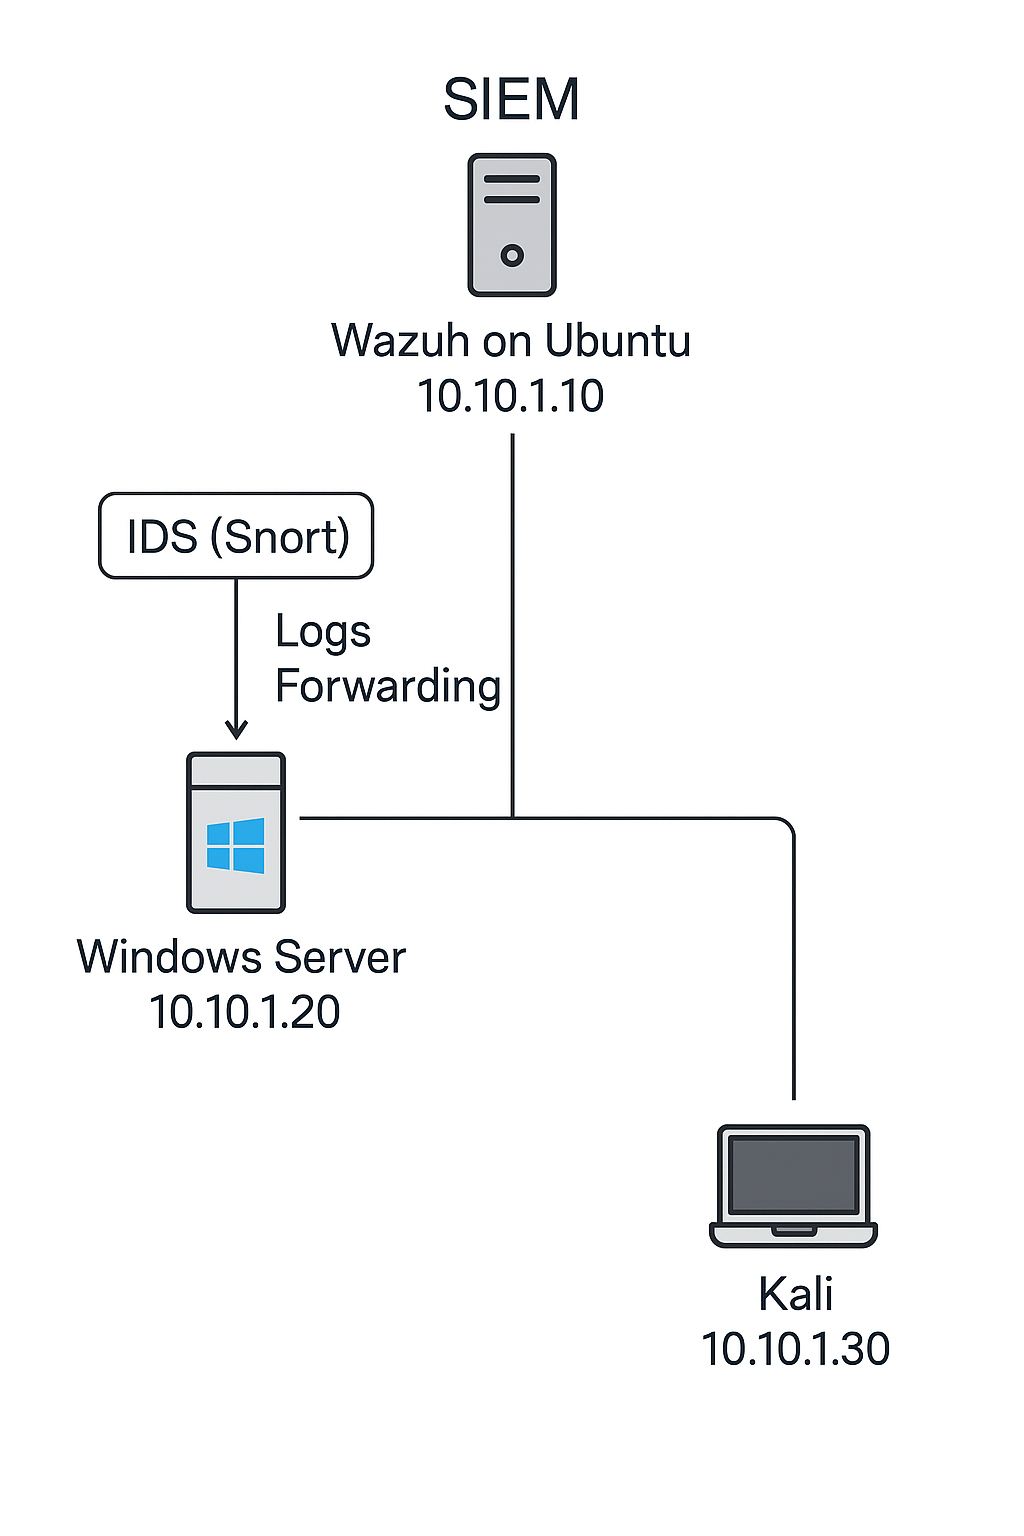 SIEM
Wazuh on Ubuntu
10.10.1.10
IDS (Snort)
Logs
Forwarding
Windows Server
10.10.1.20
Kali
10.10.1.30